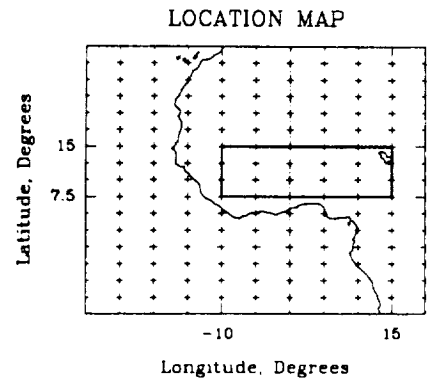 LOCATION MAP
Latitude, Degrees
15
7.5
-10 15
Longitude, Degrees